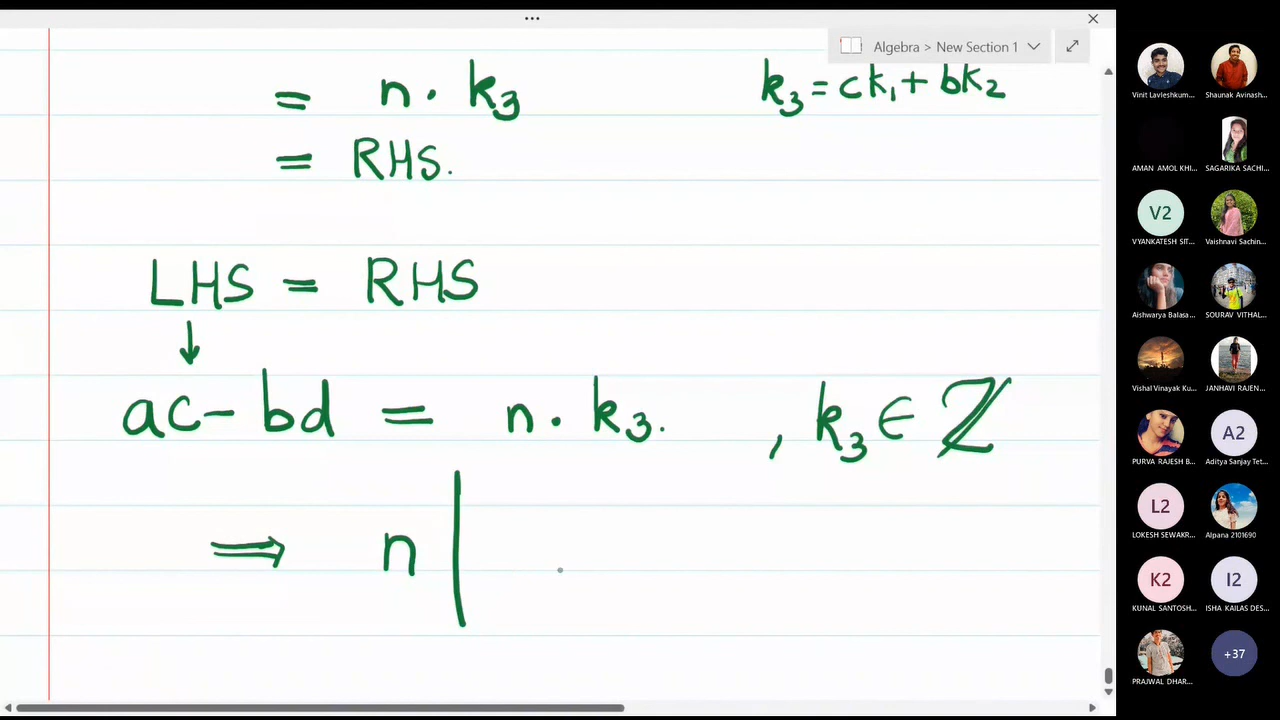 Algebra > New Section 1
= n . k₃
k₃ = ck₁ + bk₂
= RHS.
LHS = RHS
↓
ac - bd = n . k₃. , k₃ ∈ ℤ
⟹ n |
Vinit Lavleshkum...
Shaunak Avinash...
AMAN AMOL KHI...
SAGARIKA SACHI...
V2
VYANKATESH SIT...
Vaishnavi Sachin...
Aishwarya Balasa...
SOURAV VITHAL...
Vishal Vinayak Ku...
JANHAVI RAJEN...
A2
PURVA RAJESH B...
Aditya Sanjay Tet...
L2
LOKESH SEWAKR...
Alpana 2101690
K2
I2
KUNAL SANTOSH...
ISHA KAILAS DES...
+37
PRAJWAL DHAR...